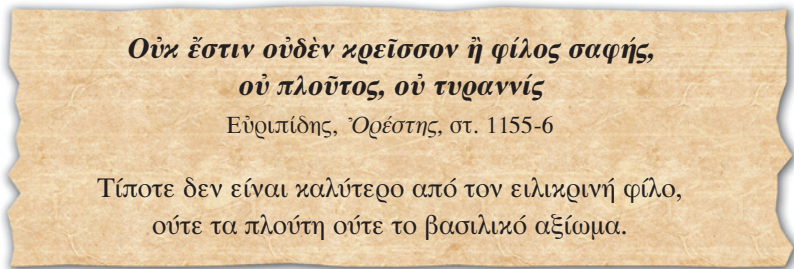 Οὐκ ἔστιν οὐδὲν κρεῖσσον ἢ φίλος σαφής,
οὐ πλοῦτος, οὐ τυραννίς
Εὐριπίδης, Ὀρέστης, στ. 1155-6
Τίποτε δεν είναι καλύτερο από τον ειλικρινή φίλο,
ούτε τα πλούτη ούτε το βασιλικό αξίωμα.